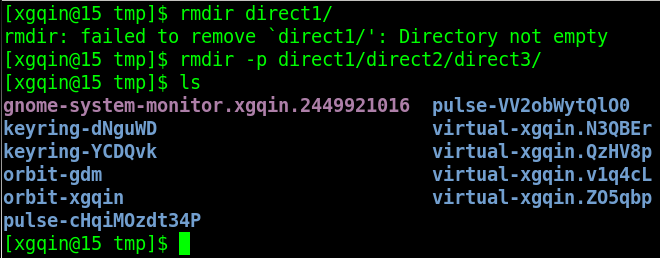 [xgqin@15 tmp]$ rmdir direct1/
rmdir: failed to remove `direct1/': Directory not empty
[xgqin@15 tmp]$ rmdir -p direct1/direct2/direct3/
[xgqin@15 tmp]$ ls
gnome-system-monitor.xgqin.2449921016  pulse-VV2obWytQlO0
keyring-dNguWD                         virtual-xgqin.N3QBEr
keyring-YCDQvk                         virtual-xgqin.QzHV8p
orbit-gdm                              virtual-xgqin.v1q4cL
orbit-xgqin                            virtual-xgqin.ZO5qbp
pulse-cHqiMOzdt34P
[xgqin@15 tmp]$